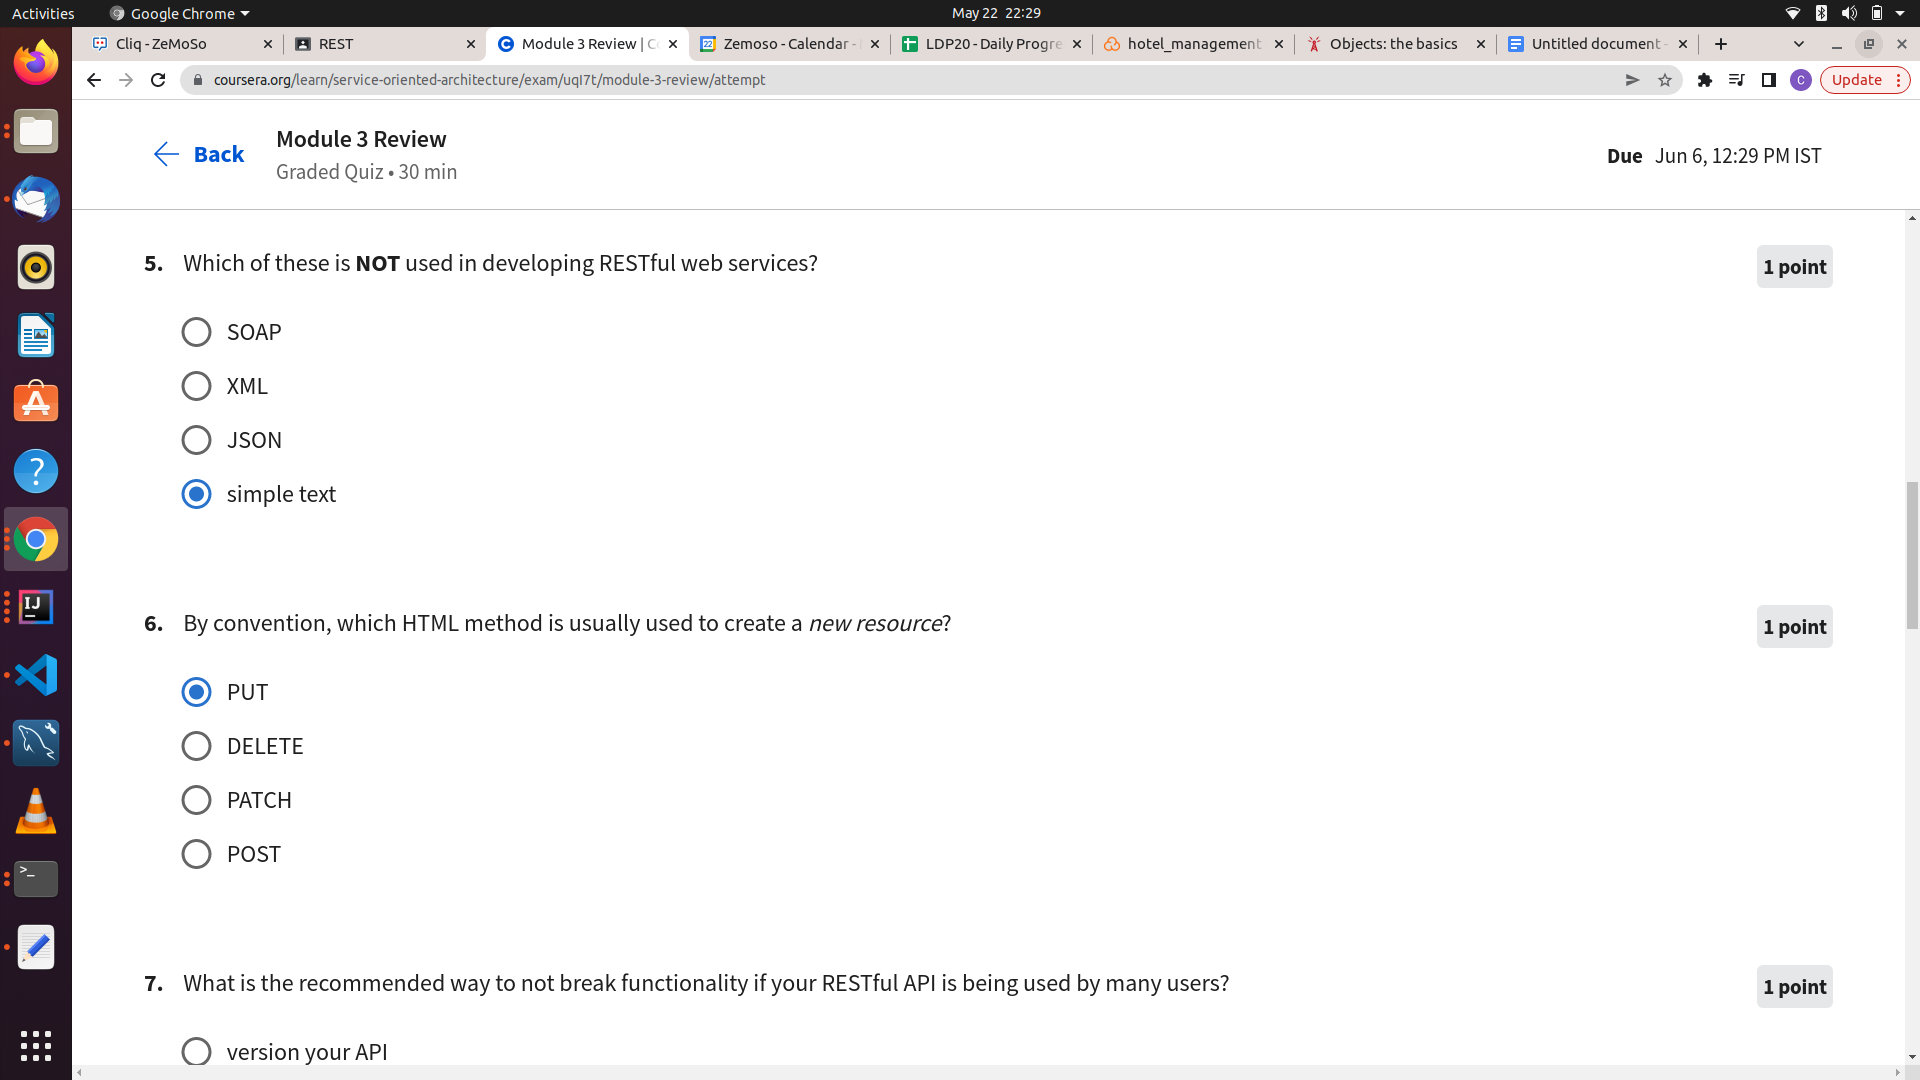 Activities
Google Chrome
May 22 22:29
Cliq - ZeMoSo
REST
Module 3 Review | C
Zemoso - Calendar -
LDP20 - Daily Progre
hotel_management
Objects: the basics
Untitled document -
coursera.org/learn/service-oriented-architecture/exam/uqI7t/module-3-review/attempt
C
Update
Back
Module 3 Review
Graded Quiz • 30 min
Due Jun 6, 12:29 PM IST
5. Which of these is NOT used in developing RESTful web services?
1 point
SOAP
XML
JSON
simple text
6. By convention, which HTML method is usually used to create a new resource?
1 point
PUT
DELETE
PATCH
POST
7. What is the recommended way to not break functionality if your RESTful API is being used by many users?
1 point
version your API